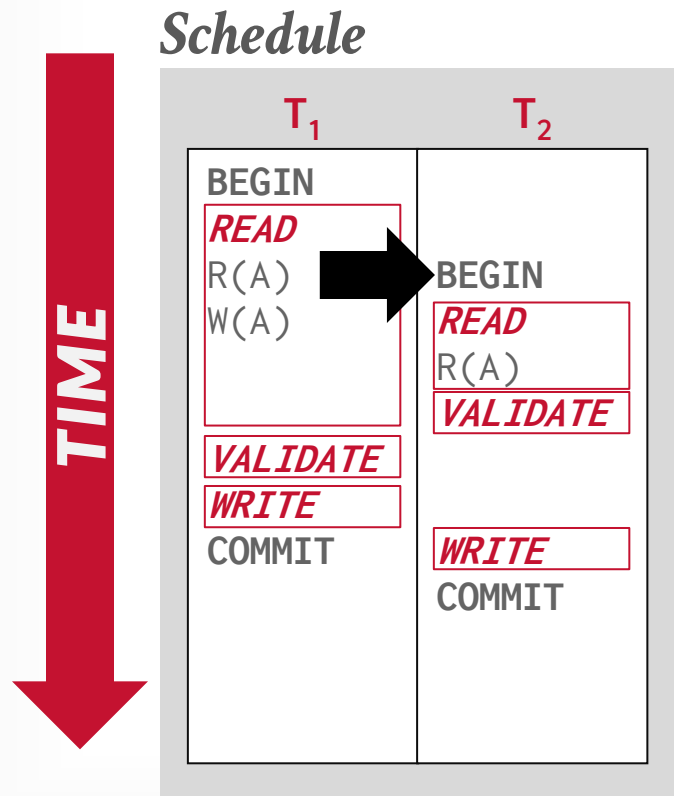 Schedule
TIME
T1
T2
BEGIN
READ
R(A)
W(A)
VALIDATE
WRITE
COMMIT
BEGIN
READ
R(A)
VALIDATE
WRITE
COMMIT